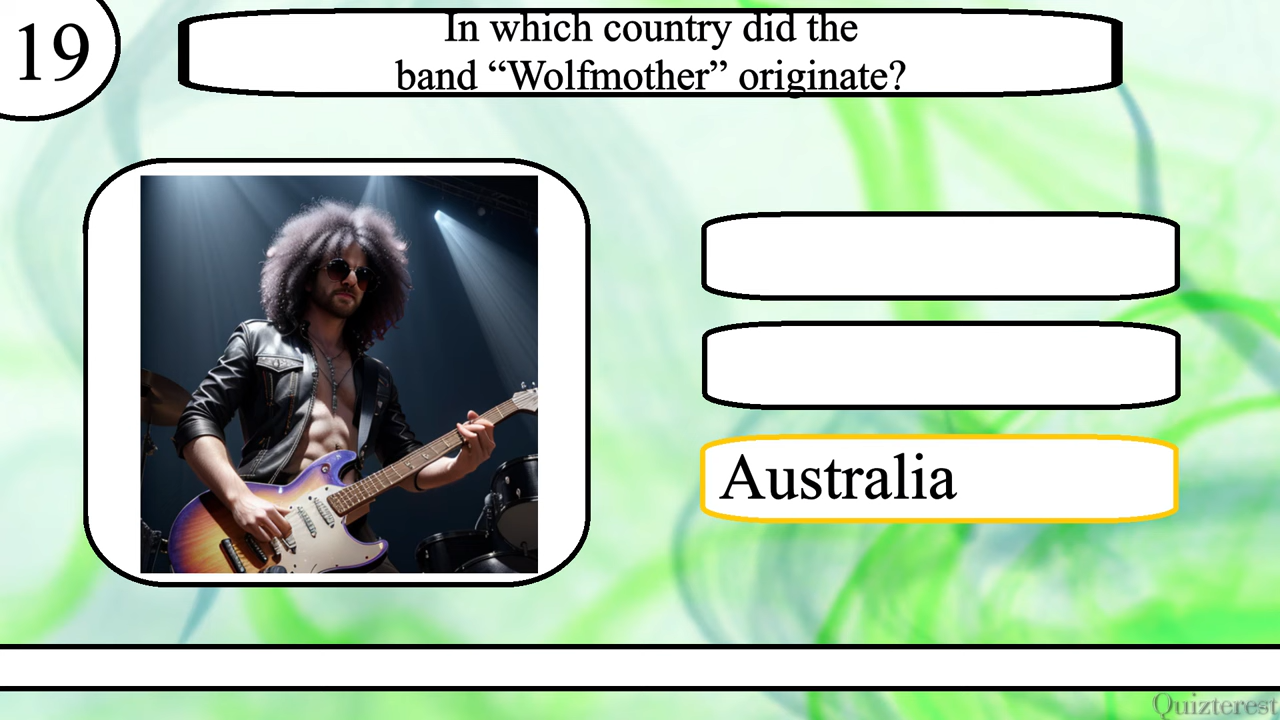 19
In which country did the
band “Wolfmother” originate?
Australia
Quizterest